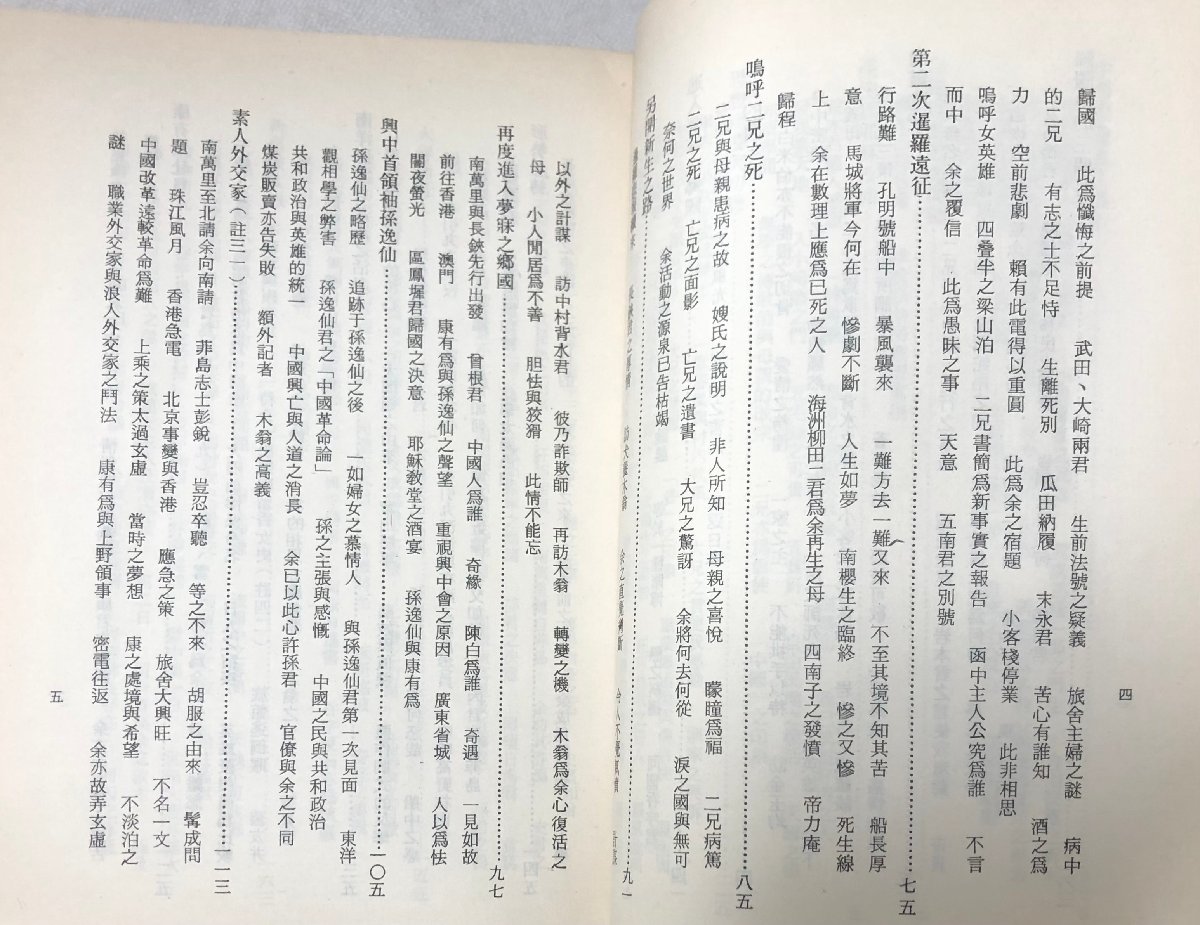 歸國　此爲懺悔之前提　武田、大崎兩君　生前法號之疑義　旅舍主婦之謎　病中
的二兄　有志之士不足恃　生離死別　瓜田納履　末永君　苦心有誰知　酒之爲
力　空前悲劇　賴有此電得以重圓　此爲余之宿題　小客棧停業　此非相思
嗚呼女英雄　四疊半之梁山泊　二兄書簡爲新事實之報告　函中主人公究爲誰　不言
而中　余之覆信　此爲愚昧之事　天意　五南君之別號
第二次暹羅遠征……七五
行路難　孔明號船中　暴風襲來　一難方去一難又來　不至其境不知其苦　船長厚
意　馬城將軍今何在　慘劇不斷　人生如夢　南櫻生之臨終　慘之又慘　死生線
上　余在數理上應爲已死之人　海洲柳田二君爲余再生之母　四南子之發憤　帝力庵
歸程
嗚呼二兄之死……八五
二兄與母親患病之故　嫂氏之說明　非人所知　母親之喜悅　矇瞳爲福　二兄病篤
二兄之死　亡兄之面影　亡兄之遺書　大兄之驚訝　余將何去何從　淚之國與無可
奈何之世界　余活動之源泉已告枯竭
另開新生之路……九一
四
以外之計謀　訪中村背水君　彼乃詐欺師　再訪木翁　轉變之機　木翁爲余心復活之
母　小人閒居爲不善　胆怯與狡猾　此情不能忘
再度進入夢寐之鄉國……九七
南萬里與長鋏先行出發　曾根君　中國人爲誰　奇緣　陳白爲誰　奇遇　一見如故
前往香港　澳門　康有爲與孫逸仙之聲望　重視興中會之原因　廣東省城　人以爲怯
闇夜螢光　區鳳墀君歸國之決意　耶穌教堂之酒宴　孫逸仙與康有爲
興中首領袖孫逸仙……一〇五
孫逸仙之略歷　追跡于孫逸仙之後　一如婦女之慕情人　與孫逸仙君第一次見面　東洋
觀相學之弊害　孫逸仙君之「中國革命論」　孫之主張與感慨　中國之民與共和政治
共和政治與英雄的統一　中國興亡與人道之消長　余已以此心許孫君　官僚與余之不同
煤炭販賣亦告失敗　額外記者　木翁之高義
素人外交家（註三一）……一一三
南萬里至北請余向南請　菲島志士彭銳　豈忍卒聽　等之不來　胡服之由來　髯成問
題　珠江風月　香港急電　北京事變與香港　應急之策　旅舍大興旺　不名一文
中國改革遠較革命爲難　上乘之策太過玄虛　當時之夢想　康之處境與希望　不淡泊之
謎　職業外交家與浪人外交家之鬥法　康有爲與上野領事　密電往返　余亦故弄玄虛
五